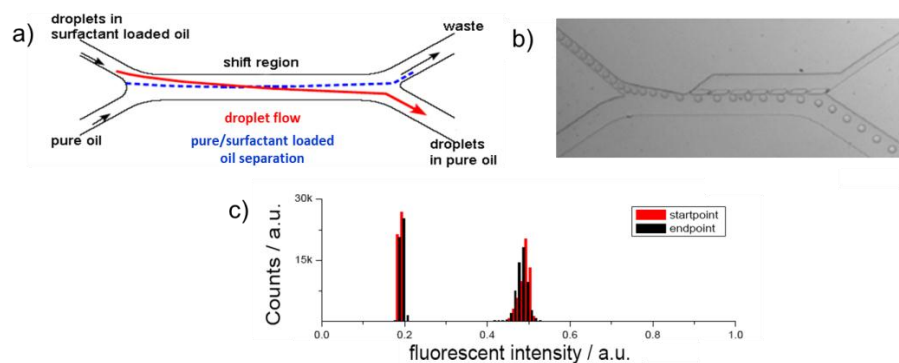 a)
droplets in
surfactant loaded oil
waste
shift region
pure oil
droplet flow
pure/surfactant loaded
oil separation
droplets
in pure oil
b)
c)
Counts / a.u.
30k
15k
startpoint
endpoint
0.0 0.2 0.4 0.6 0.8 1.0
fluorescent intensity / a.u.